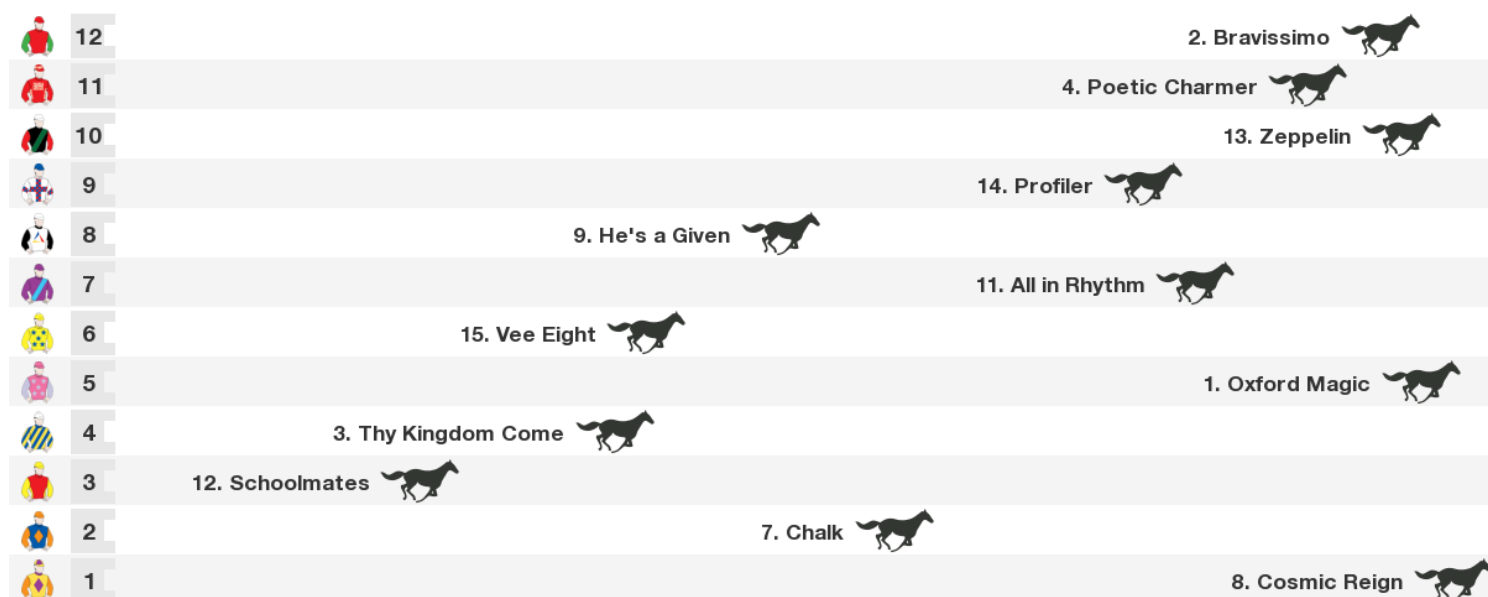 12 2. Bravissimo
11 4. Poetic Charmer
10 13. Zeppelin
9 14. Profiler
8 9. He's a Given
7 11. All in Rhythm
6 15. Vee Eight
5 1. Oxford Magic
4 3. Thy Kingdom Come
3 12. Schoolmates
2 7. Chalk
1 8. Cosmic Reign